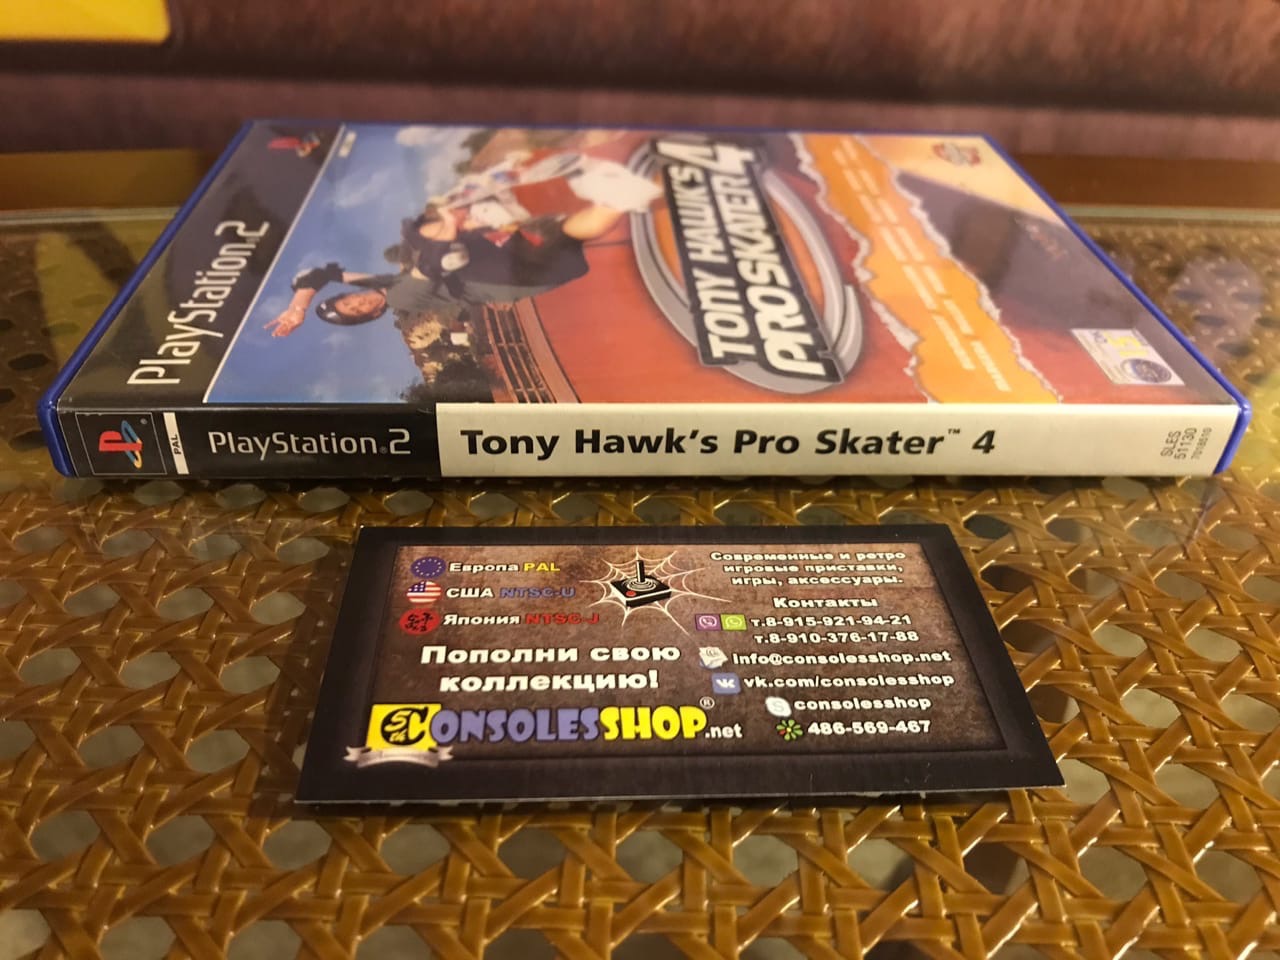 PlayStation®2
TONY HAWK'S
PRO SKATER 4
15
PAL
PlayStation®2
Tony Hawk's Pro Skater™ 4
SLES
51130
7018510
Европа PAL
США NTSC-U
Япония NTSC-J
Пополни свою
коллекцию!
CONSOLESSHOP®.net
Современные и ретро
игровые приставки,
игры, аксессуары.
Контакты
т.8-915-921-94-21
т.8-910-376-17-88
info@consolesshop.net
vk.com/consolesshop
consolesshop
486-569-467